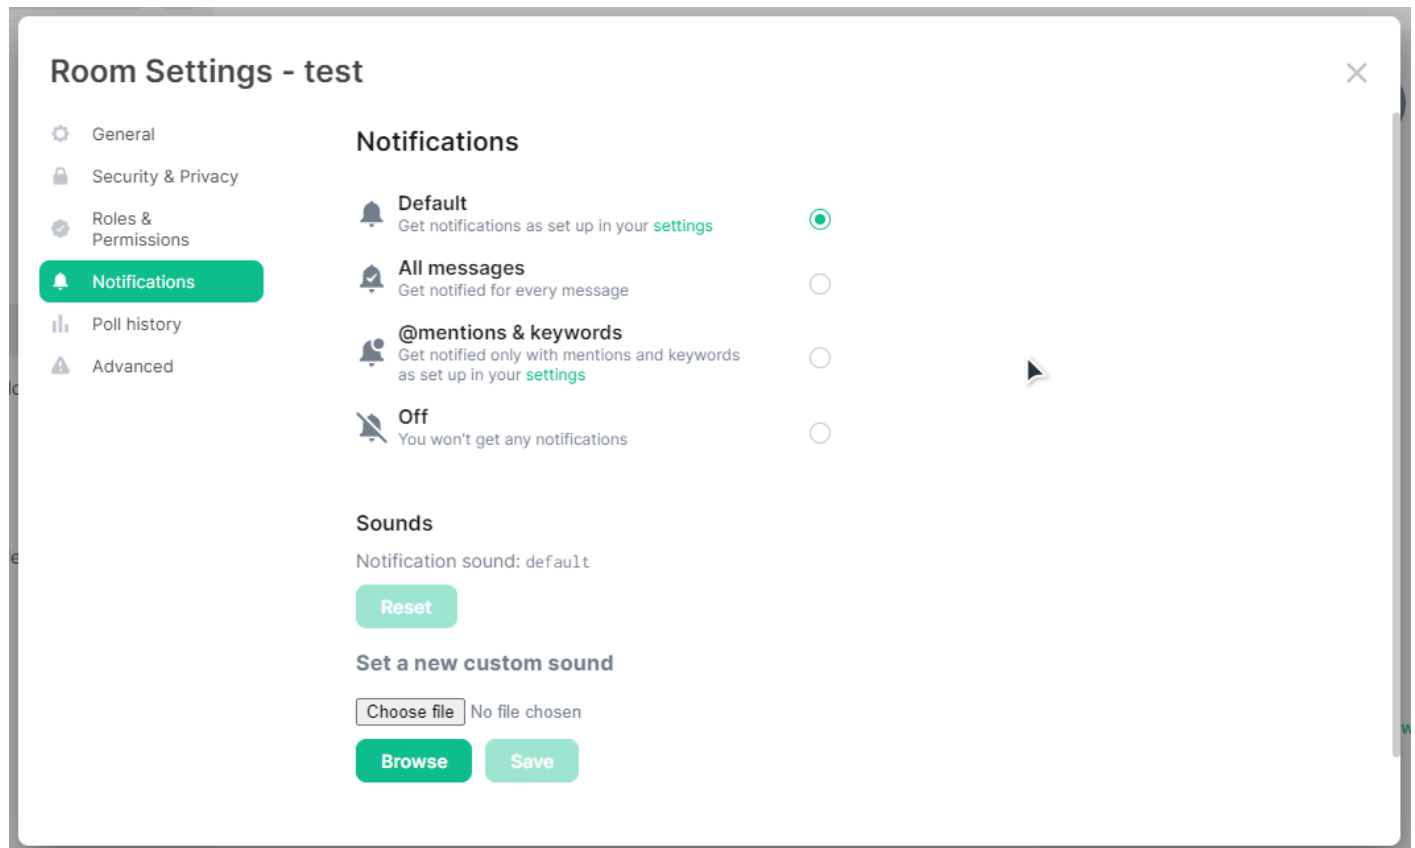 Room Settings - test
General
Security & Privacy
Roles &
Permissions
Notifications
Poll history
Advanced
Notifications
Default
Get notifications as set up in your settings
All messages
Get notified for every message
@mentions & keywords
Get notified only with mentions and keywords
as set up in your settings
Off
You won't get any notifications
Sounds
Notification sound: default
Reset
Set a new custom sound
Choose file No file chosen
Browse Save